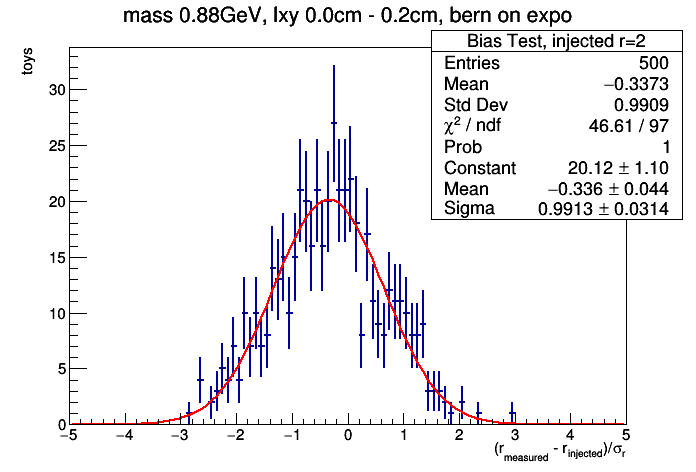 mass 0.88GeV, lxy 0.0cm - 0.2cm, bern on expo
Bias Test, injected r=2
Entries 500
Mean −0.3373
Std Dev 0.9909
χ² / ndf 46.61 / 97
Prob 1
Constant 20.12 ± 1.10
Mean −0.336 ± 0.044
Sigma 0.9913 ± 0.0314
toys
30
25
20
15
10
5
0
−5 −4 −3 −2 −1 0 1 2 3 4 5
(r_measured - r_injected)/σ_r